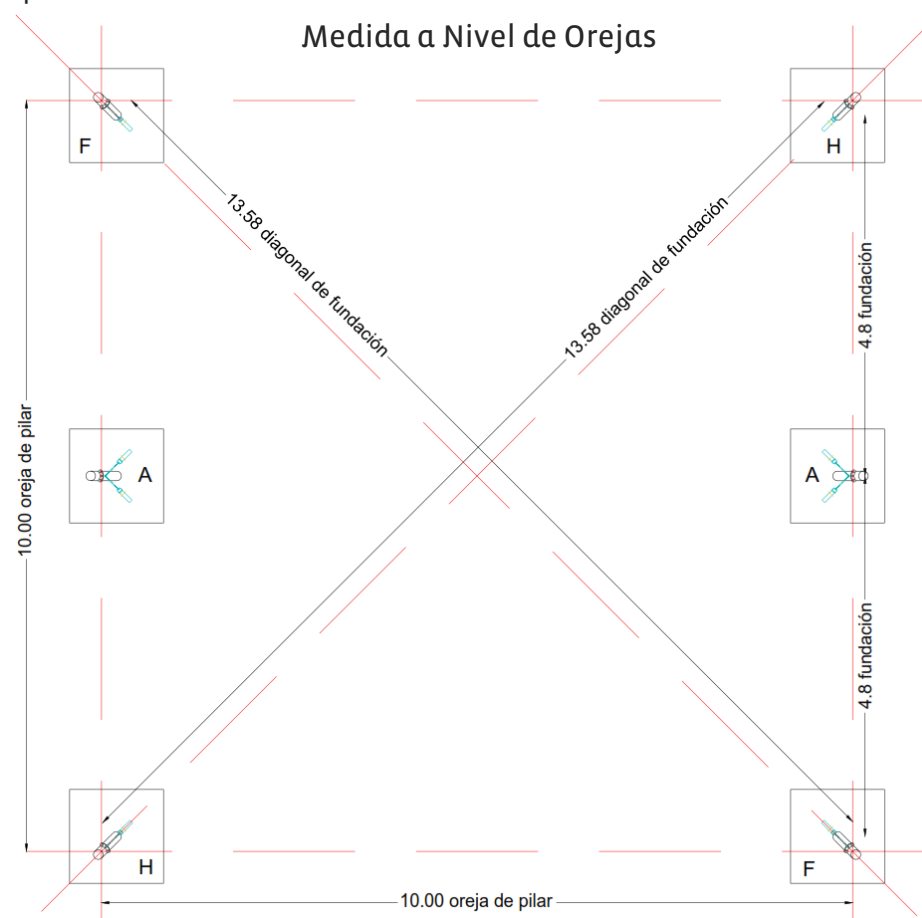 Medida a Nivel de Orejas
F
H
13.58 diagonal de fundación
13.58 diagonal de fundación
4.8 fundación
10.00 oreja de pilar
A
A
4.8 fundación
H
F
10.00 oreja de pilar